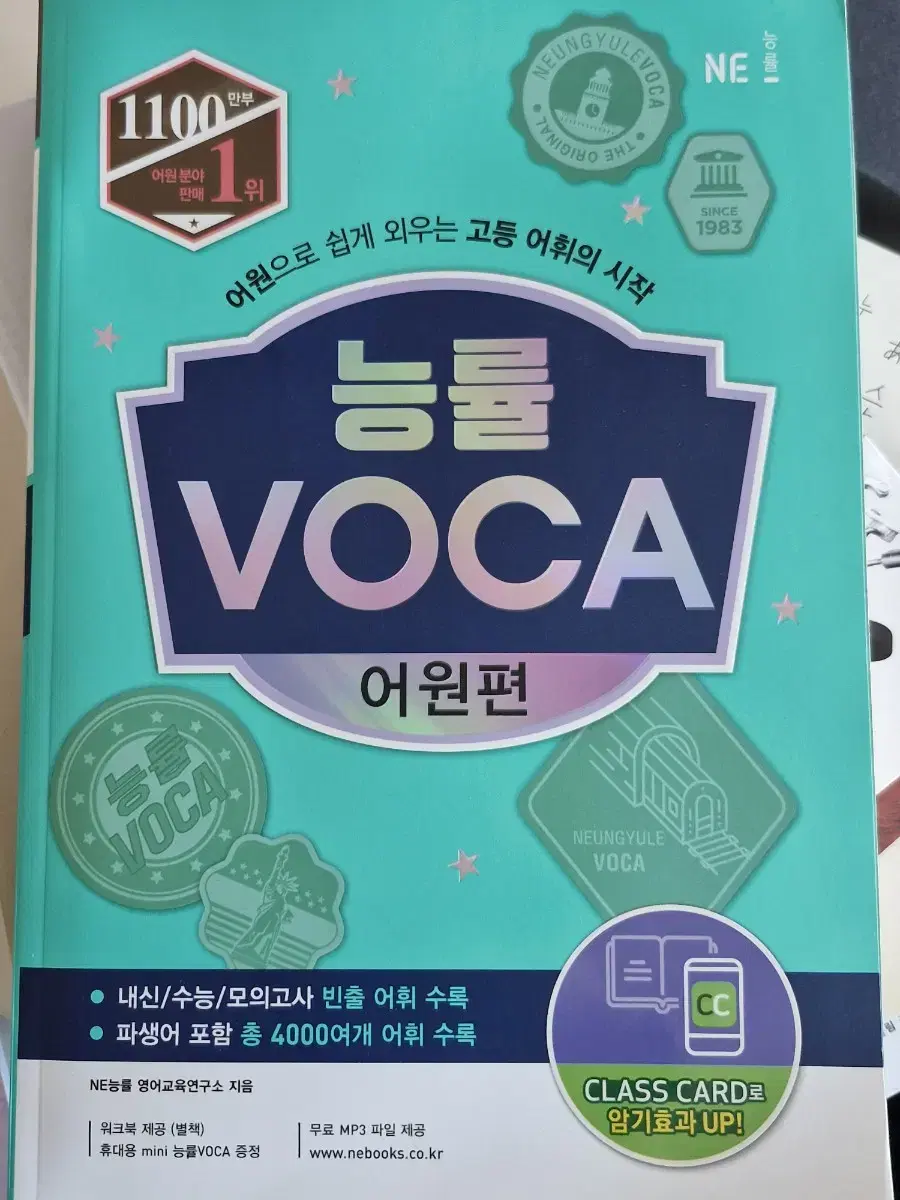 1100만부
어원 분야
판매 1위
NEUNGYULEVOCA
THE ORIGINAL
NE 능률
SINCE
1983
어원으로 쉽게 외우는 고등 어휘의 시작
능률
VOCA
어원편
능률
VOCA
NEUNGYULE
VOCA
• 내신/수능/모의고사 빈출 어휘 수록
• 파생어 포함 총 4000여개 어휘 수록
CC
CLASS CARD로
암기효과 UP!
NE능률 영어교육연구소 지음
워크북 제공 (별책)
휴대용 mini 능률VOCA 증정
무료 MP3 파일 제공
www.nebooks.co.kr